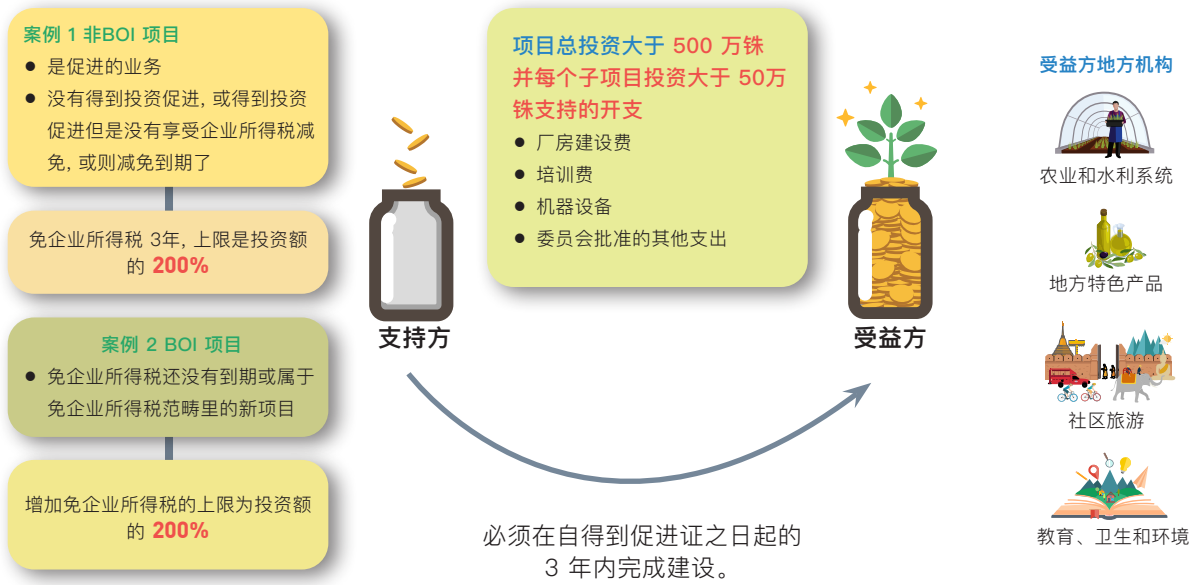 案例 1 非BOI 项目
● 是促进的业务
● 没有得到投资促进, 或得到投资
促进但是没有享受企业所得税减
免, 或则减免到期了
免企业所得税 3年, 上限是投资额
的 200%
案例 2 BOI 项目
● 免企业所得税还没有到期或属于
免企业所得税范畴里的新项目
增加免企业所得税的上限为投资额
的 200%
支持方
项目总投资大于 500 万铢
并每个子项目投资大于 50万
铢支持的开支
● 厂房建设费
● 培训费
● 机器设备
● 委员会批准的其他支出
受益方
必须在自得到促进证之日起的
3 年内完成建设。
受益方地方机构
农业和水利系统
地方特色产品
社区旅游
教育、卫生和环境